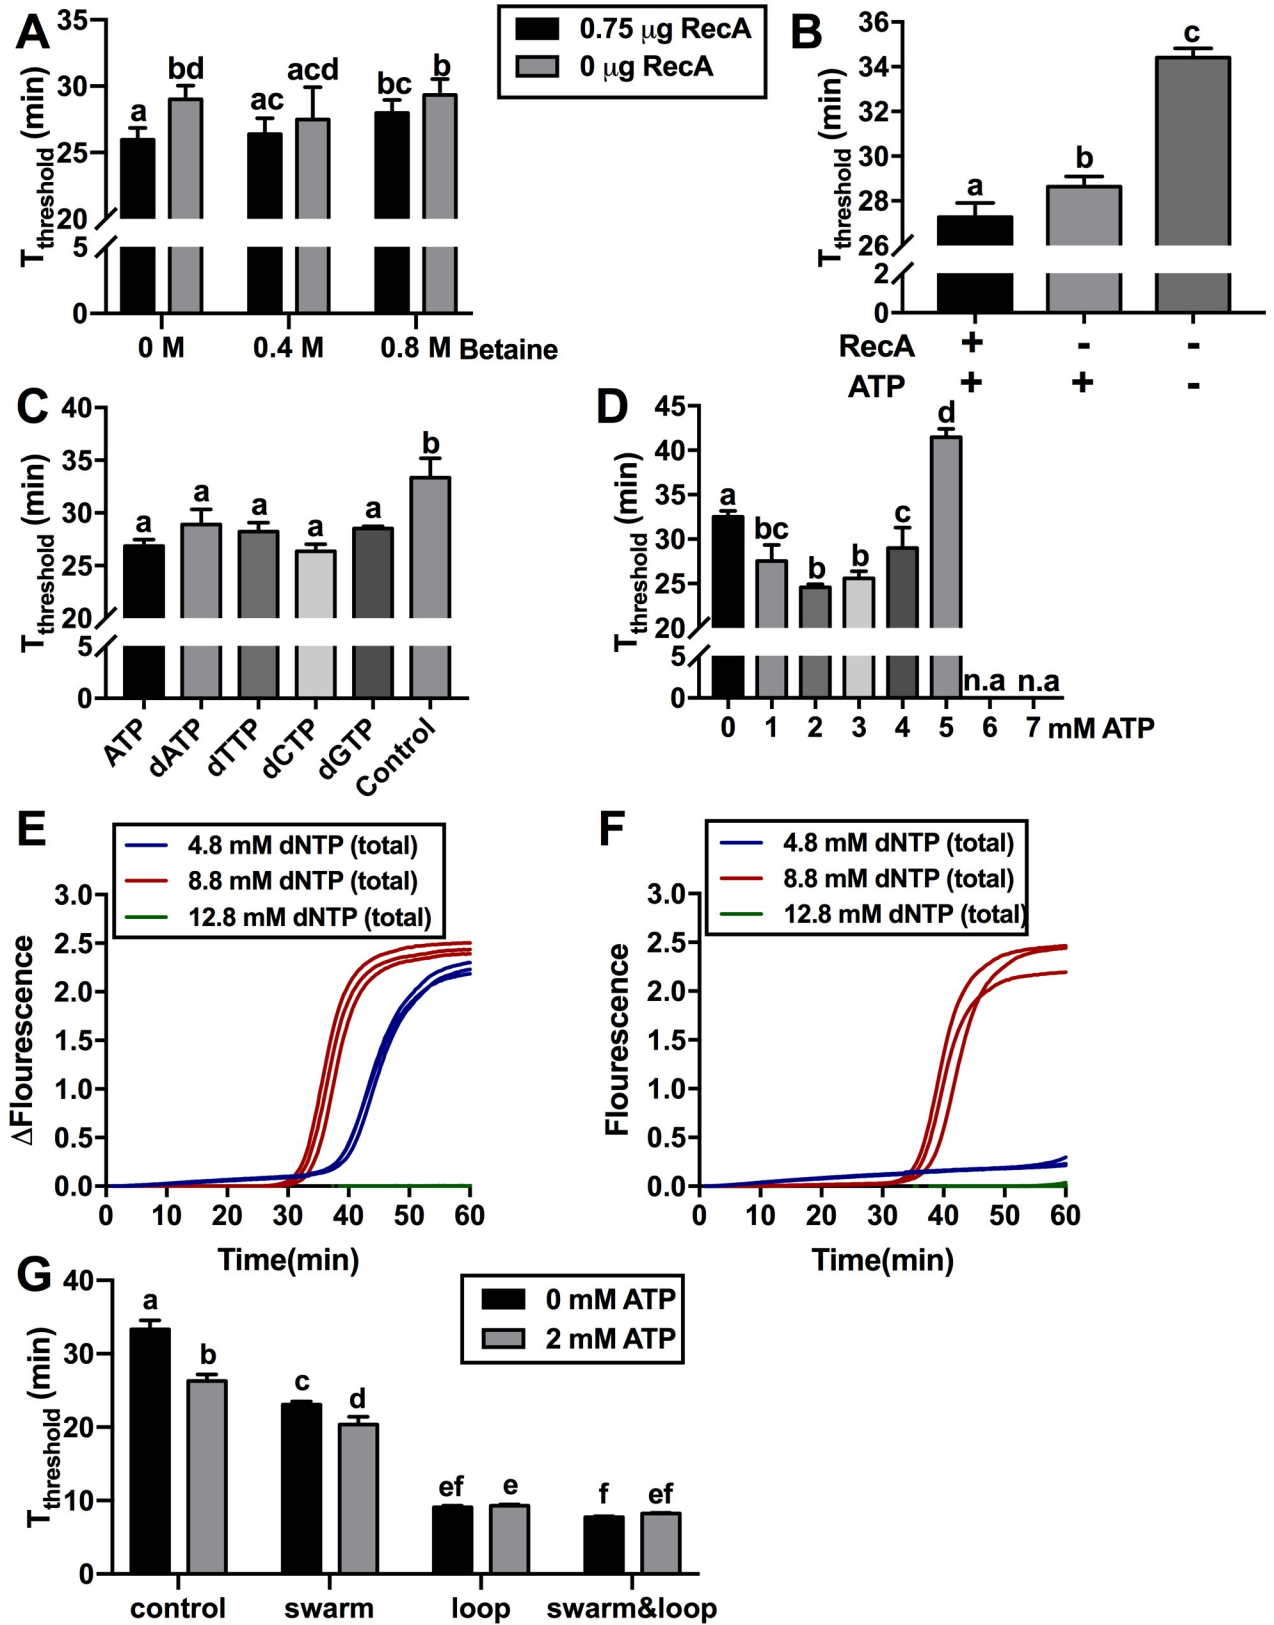 A
35
30
25
20
5
0
T threshold (min)
a
bd
ac
acd
bc
b
0 M
0.4 M
0.8 M
Betaine
0.75 µg RecA
0 µg RecA
B
36
34
32
30
28
26
2
0
T threshold (min)
a
b
c
RecA + - -
ATP + + -
C
40
35
30
25
20
5
0
T threshold (min)
a
a
a
a
a
b
ATP
dATP
dTTP
dCTP
dGTP
Control
D
45
40
35
30
25
20
5
0
T threshold (min)
a
bc
b
b
c
d
n.a
n.a
0 1 2 3 4 5 6 7 mM ATP
E
4.8 mM dNTP (total)
8.8 mM dNTP (total)
12.8 mM dNTP (total)
3.0
2.5
2.0
1.5
1.0
0.5
0.0
ΔFlourescence
0 10 20 30 40 50 60
Time(min)
F
4.8 mM dNTP (total)
8.8 mM dNTP (total)
12.8 mM dNTP (total)
3.0
2.5
2.0
1.5
1.0
0.5
0.0
Flourescence
0 10 20 30 40 50 60
Time(min)
G
40
30
20
10
0
T threshold (min)
0 mM ATP
2 mM ATP
a
b
c
d
ef
e
f
ef
control
swarm
loop
swarm&loop